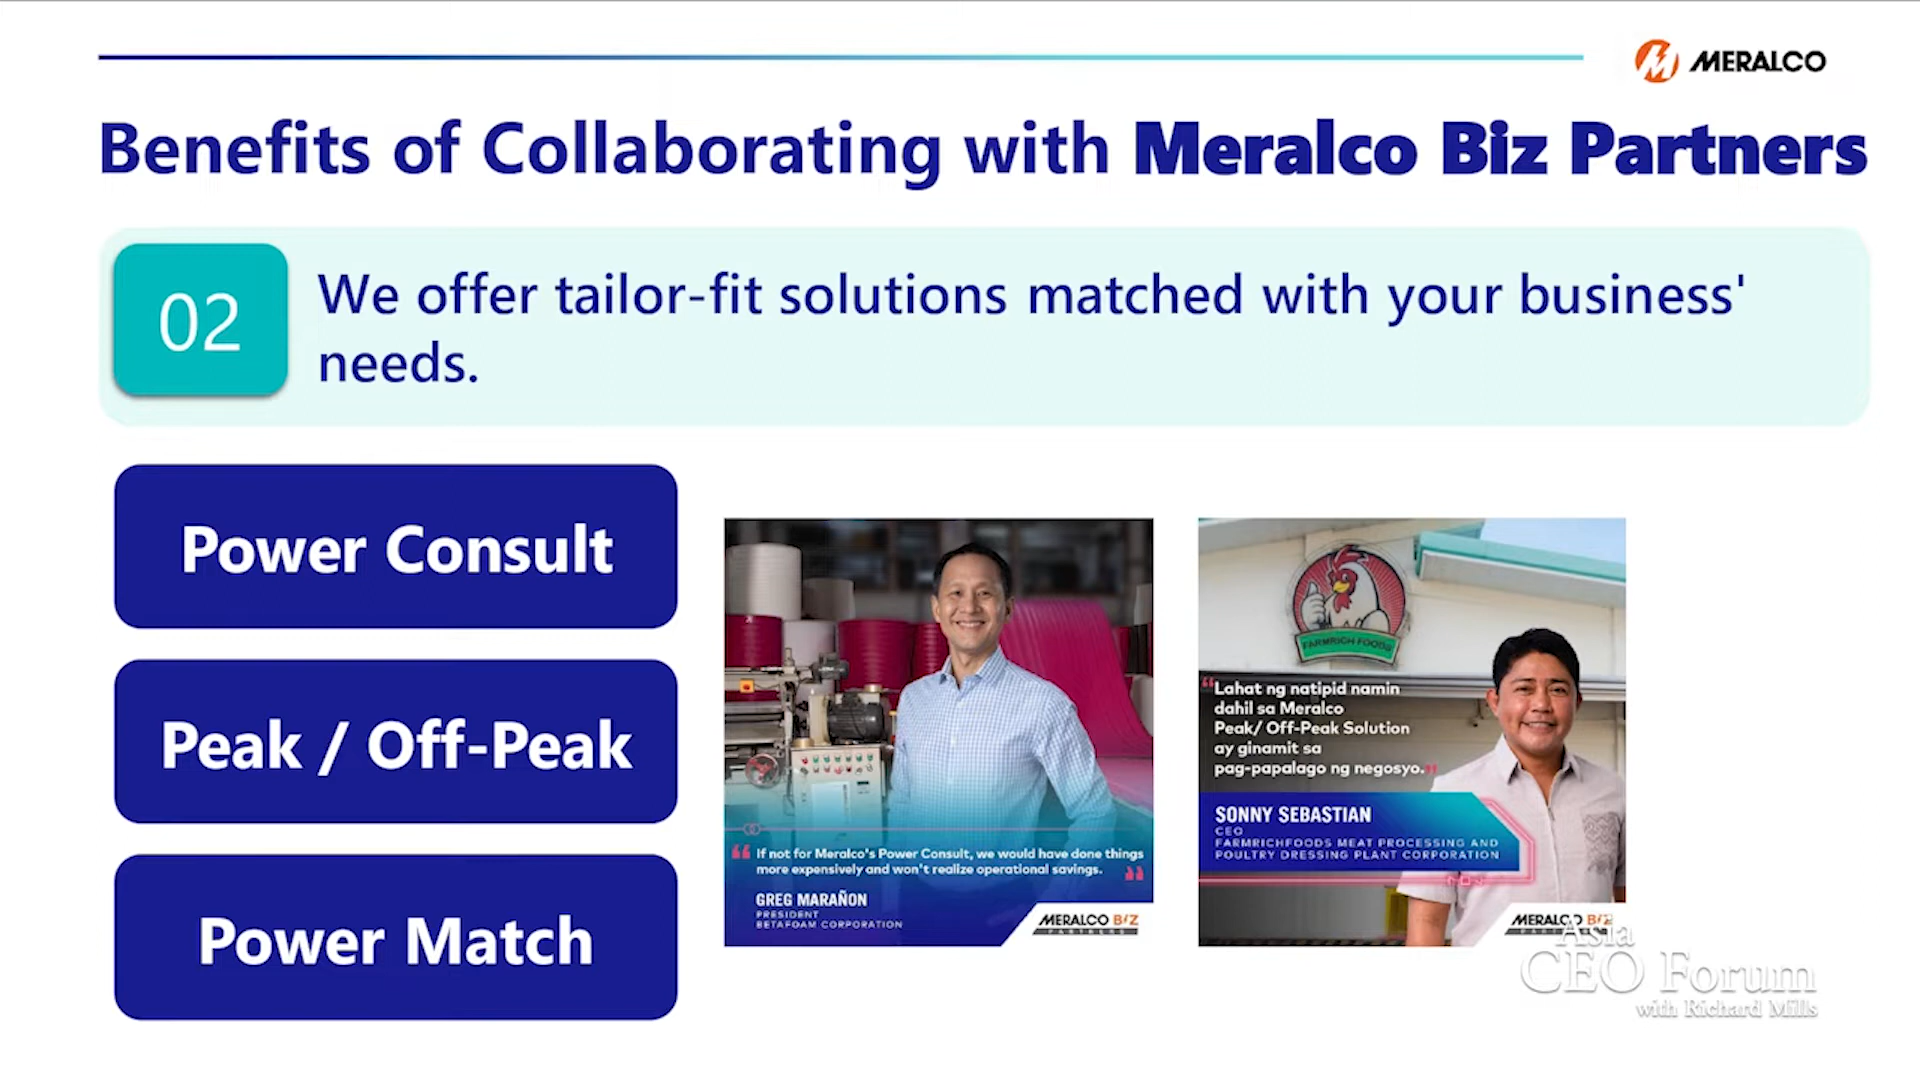 MERALCO
Benefits of Collaborating with Meralco Biz Partners
02
We offer tailor-fit solutions matched with your business'
needs.
Power Consult
Peak / Off-Peak
Power Match
“If not for Meralco's Power Consult, we would have done things
more expensively and won't realize operational savings.”
GREG MARAÑON
PRESIDENT
BETAFOAM CORPORATION
MERALCO BIZ
PARTNERS
FARMRICH FOODS
“Lahat ng natipid namin
dahil sa Meralco
Peak/ Off-Peak Solution
ay ginamit sa
pag-papalago ng negosyo.”
SONNY SEBASTIAN
CEO
FARMRICHFOODS MEAT PROCESSING AND
POULTRY DRESSING PLANT CORPORATION
MERALCO BIZ
PARTNERS
Asia
CEO Forum
with Richard Mills